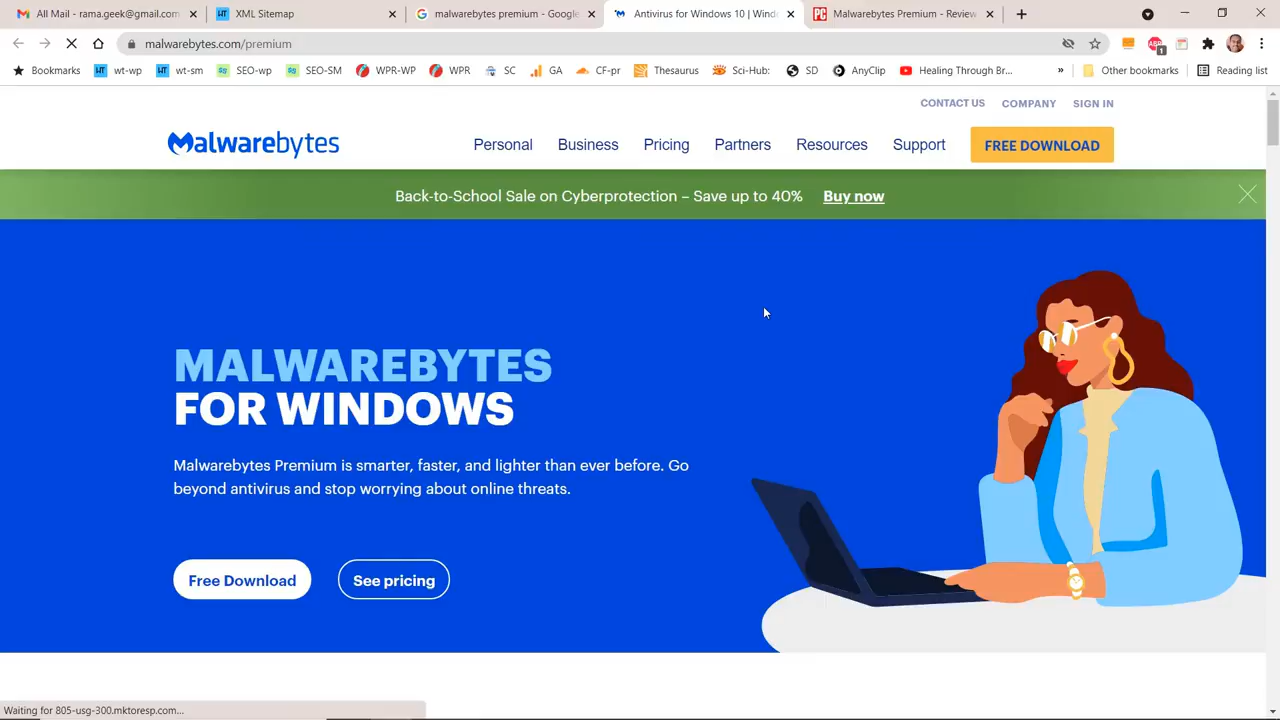 All Mail - rama.geek@gmail.com
XML Sitemap
malwarebytes premium - Google
Antivirus for Windows 10 | Wind
Malwarebytes Premium - Review
malwarebytes.com/premium
Bookmarks wt-wp wt-sm SEO-wp SEO-SM WPR-WP WPR SC GA CF-pr Thesaurus Sci-Hub: SD AnyClip Healing Through Br... » Other bookmarks Reading list
CONTACT US COMPANY SIGN IN
Malwarebytes Personal Business Pricing Partners Resources Support FREE DOWNLOAD
Back-to-School Sale on Cyberprotection – Save up to 40% Buy now
MALWAREBYTES
FOR WINDOWS
Malwarebytes Premium is smarter, faster, and lighter than ever before. Go
beyond antivirus and stop worrying about online threats.
Free Download See pricing
Waiting for 805-usg-300.mktoresp.com...